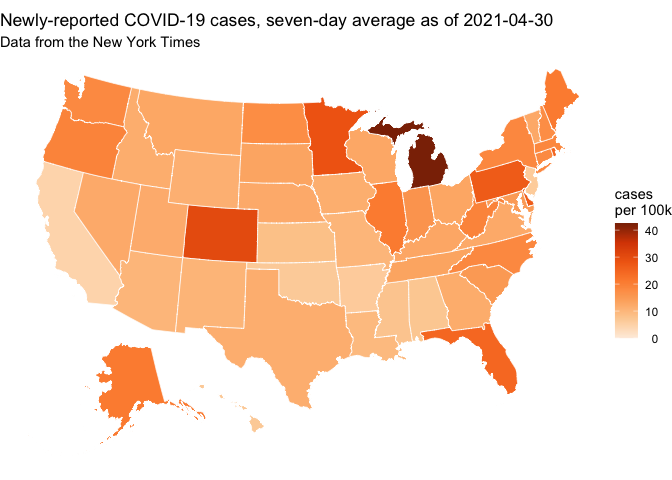 Newly-reported COVID-19 cases, seven-day average as of 2021-04-30
Data from the New York Times
cases
per 100k
40
30
20
10
0